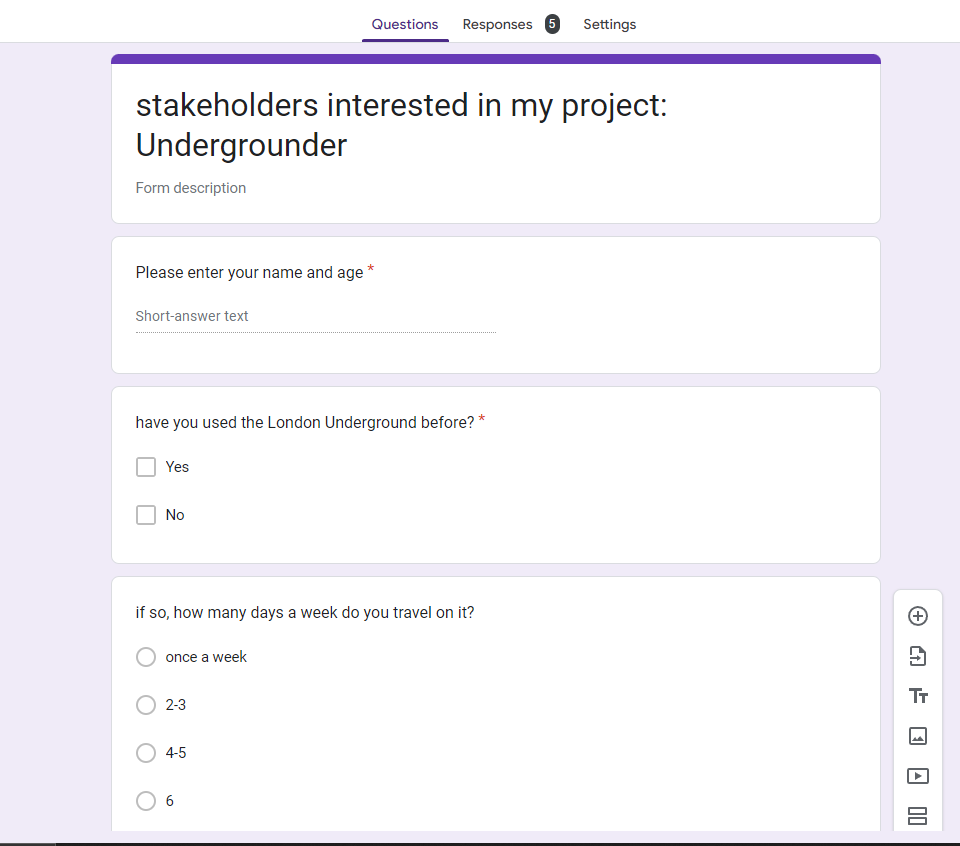 Questions Responses 5 Settings
stakeholders interested in my project:
Undergrounder
Form description
Please enter your name and age *
Short-answer text
have you used the London Underground before? *
Yes
No
if so, how many days a week do you travel on it?
once a week
2-3
4-5
6
Tт